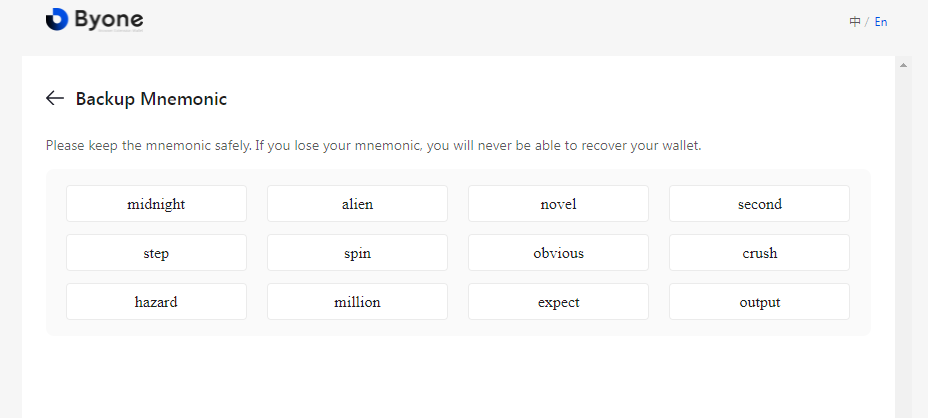 Byone
中 / En
Backup Mnemonic
Please keep the mnemonic safely. If you lose your mnemonic, you will never be able to recover your wallet.
midnight alien novel second
step spin obvious crush
hazard million expect output